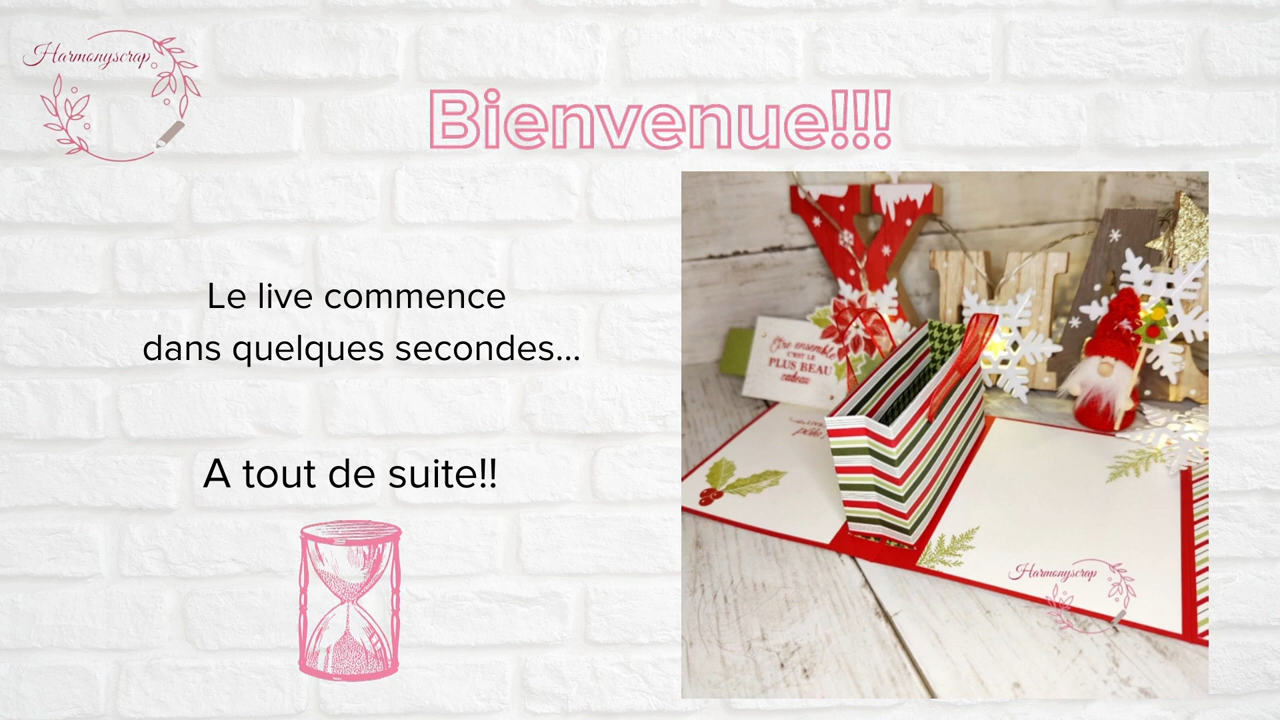 Harmonyscrap
Bienvenue!!!
Le live commence
dans quelques secondes...
A tout de suite!!
Être ensemble
C'EST LE
PLUS BEAU
cadeau
Harmonyscrap